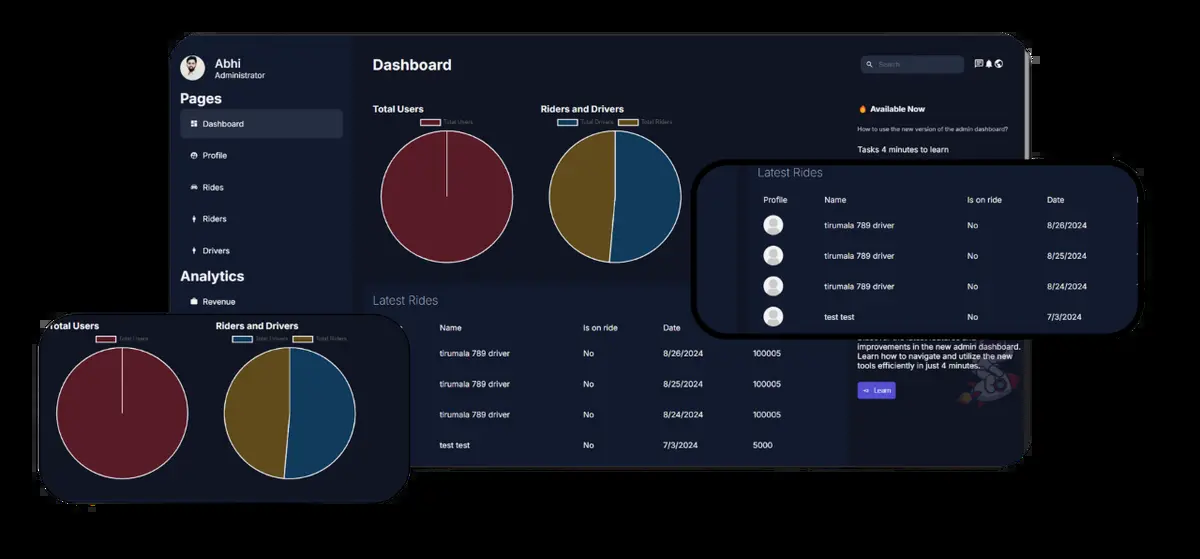 Abhi
Administrator
Pages
Dashboard
Profile
Rides
Riders
Drivers
Analytics
Revenue
Dashboard
Search
Total Users
Total Users
Riders and Drivers
Total Drivers Total Riders
Latest Rides
Name Is on ride Date
tirumala 789 driver No 8/26/2024 100005
tirumala 789 driver No 8/25/2024 100005
tirumala 789 driver No 8/24/2024 100005
test test No 7/3/2024 5000
Available Now
How to use the new version of the admin dashboard?
Tasks 4 minutes to learn
improvements in the new admin dashboard.
Learn how to navigate and utilize the new
tools efficiently in just 4 minutes.
Learn
Latest Rides
Profile Name Is on ride Date
tirumala 789 driver No 8/26/2024
tirumala 789 driver No 8/25/2024
tirumala 789 driver No 8/24/2024
test test No 7/3/2024
Total Users
Total Users
Riders and Drivers
Total Drivers Total Riders